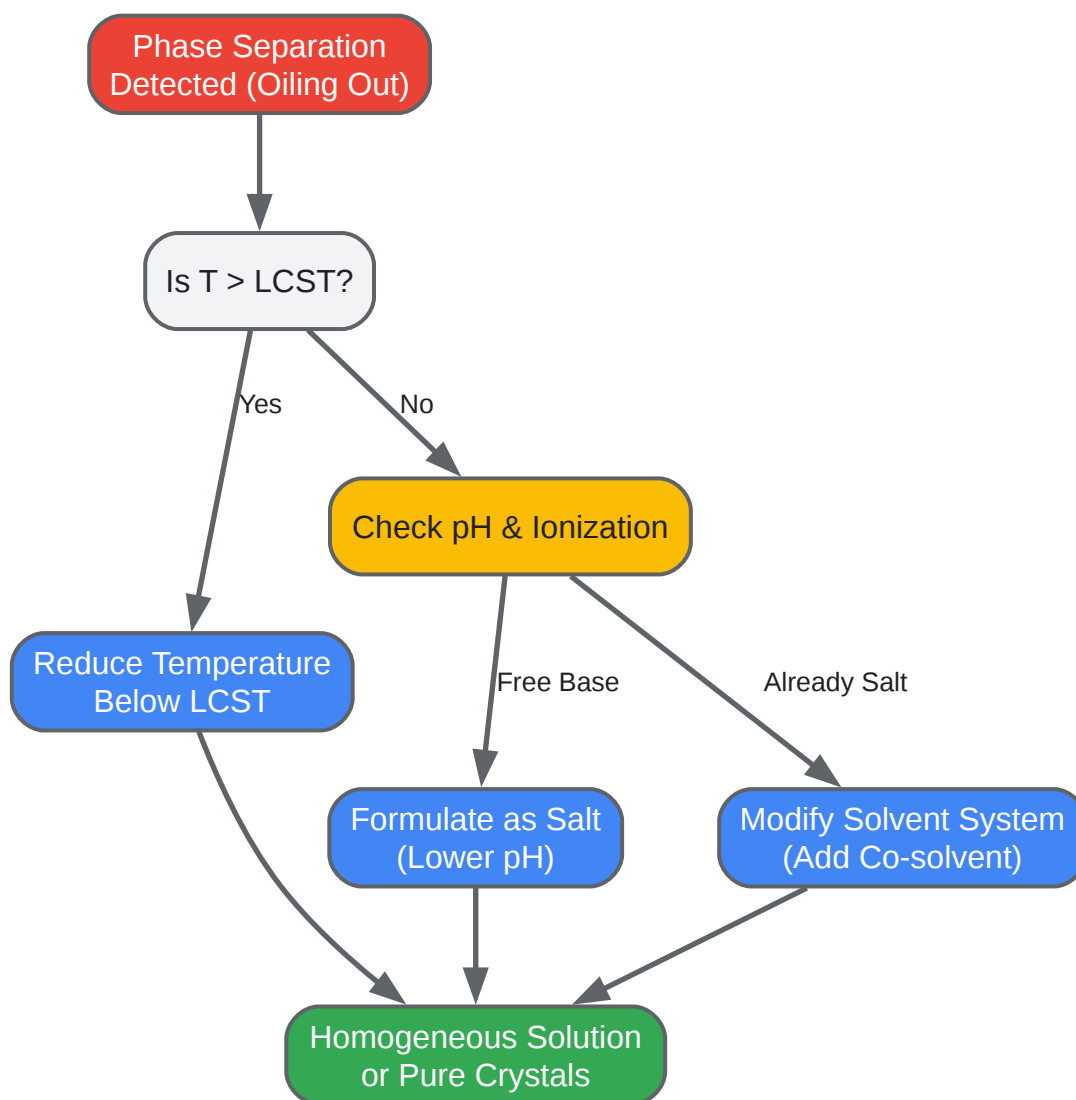 Phase Separation
Detected (Oiling Out)
Is T > LCST?
Yes
No
Check pH & Ionization
Reduce Temperature
Below LCST
Free Base
Already Salt
Formulate as Salt
(Lower pH)
Modify Solvent System
(Add Co-solvent)
Homogeneous Solution
or Pure Crystals